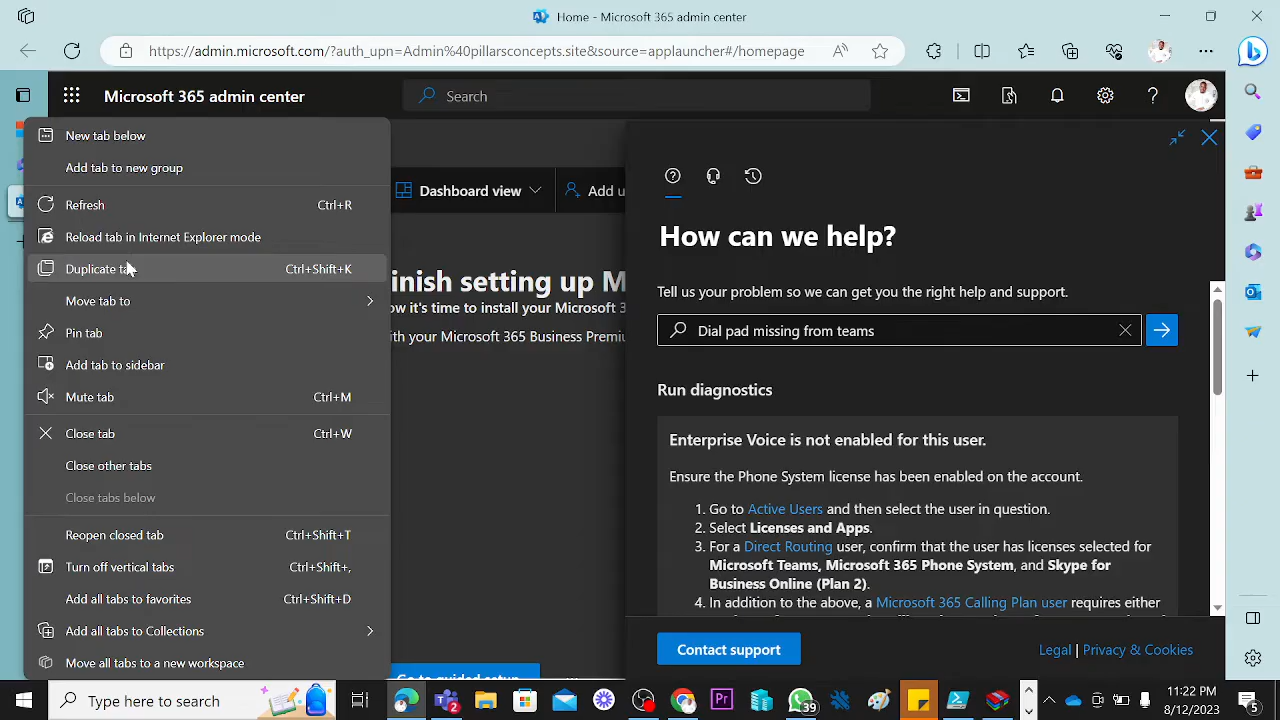 Home - Microsoft 365 admin center
https://admin.microsoft.com/?auth_upn=Admin%40pillarsconcepts.site&source=applauncher#/homepage
Microsoft 365 admin center
Search
New tab below
Add tab to new group
Refresh Ctrl+R
Reload tab in Internet Explorer mode
Duplicate Ctrl+Shift+K
Move tab to
Pin tab
Add tab to sidebar
Mute tab Ctrl+M
Close tab Ctrl+W
Close other tabs
Close tabs below
Reopen closed tab Ctrl+Shift+T
Turn off vertical tabs Ctrl+Shift+,
Add all tabs to favorites Ctrl+Shift+D
Add all tabs to Collections
Move all tabs to a new workspace
Dashboard view
Add u
inish setting up M
ow it's time to install your Microsoft 3
ith your Microsoft 365 Business Premiu
How can we help?
Tell us your problem so we can get you the right help and support.
Dial pad missing from teams
Run diagnostics
Enterprise Voice is not enabled for this user.
Ensure the Phone System license has been enabled on the account.
1. Go to Active Users and then select the user in question.
2. Select Licenses and Apps.
3. For a Direct Routing user, confirm that the user has licenses selected for
Microsoft Teams, Microsoft 365 Phone System, and Skype for
Business Online (Plan 2).
4. In addition to the above, a Microsoft 365 Calling Plan user requires either
Contact support
Legal | Privacy & Cookies
Go to guided setup
Type here to search
2
39
Pr
11:22 PM
8/12/2023
5